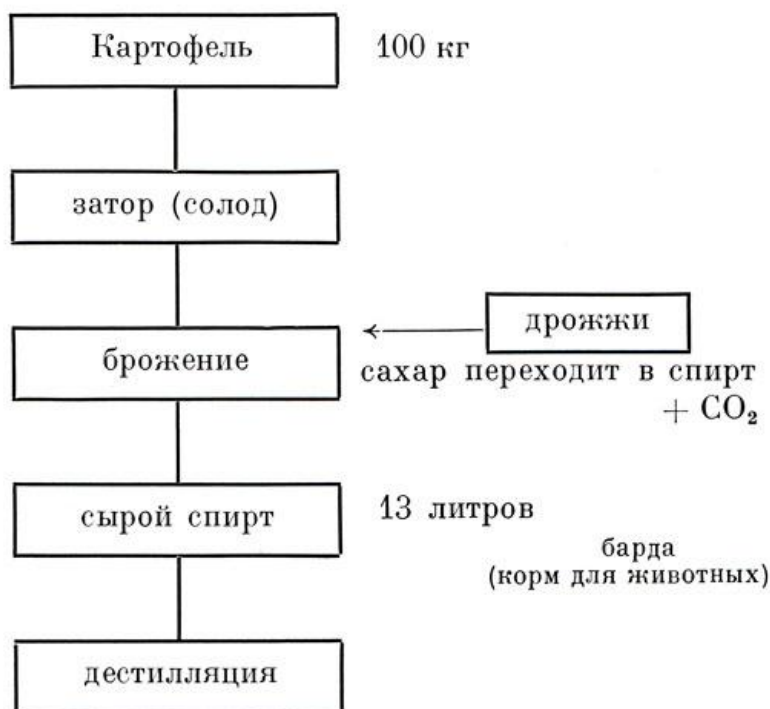 Картофель
100 кг
затор (солод)
дрожжи
брожение
сахар переходит в спирт
+ CO₂
сырой спирт
13 литров
барда
(корм для животных)
дестилляция